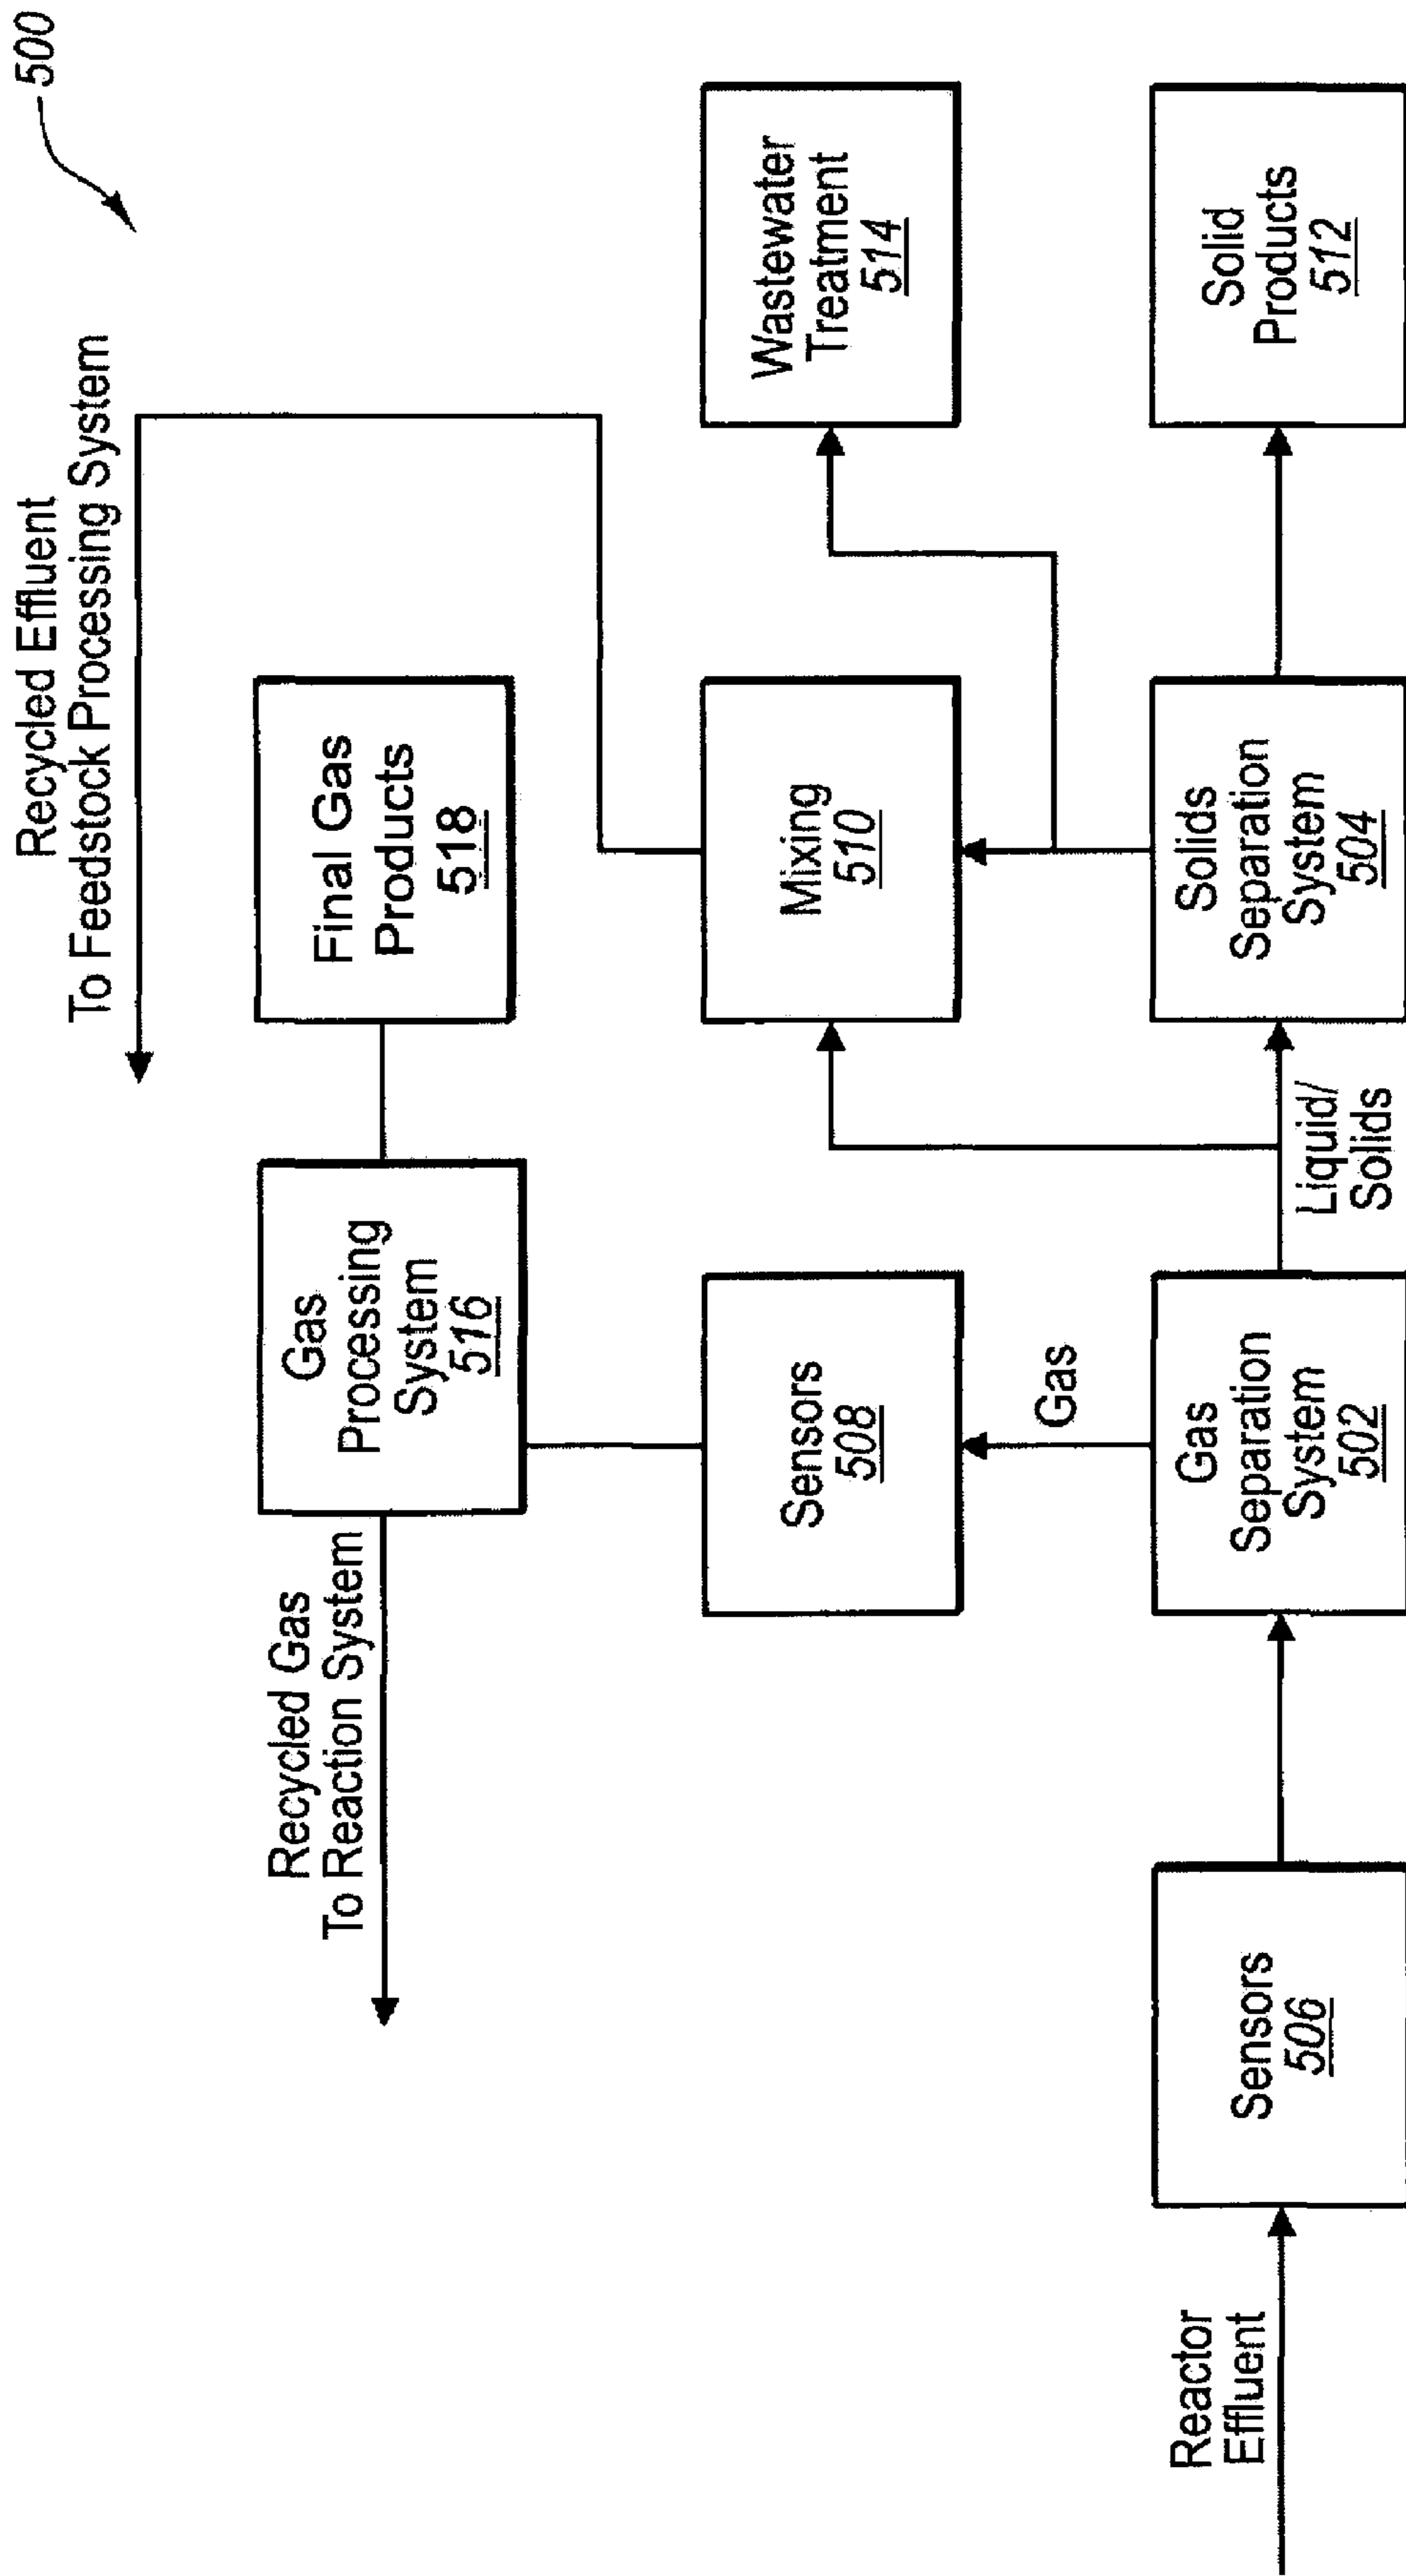 500
Recycled Effluent
To Feedstock Processing System
Recycled Gas
To Reaction System
Gas
Processing
System
516
Final Gas
Products
518
Sensors
508
Mixing
510
Wastewater
Treatment
514
Gas
Reactor
Effluent
Sensors
506
Gas
Separation
System
502
Liquid/
Solids
Solids
Separation
System
504
Solid
Products
512